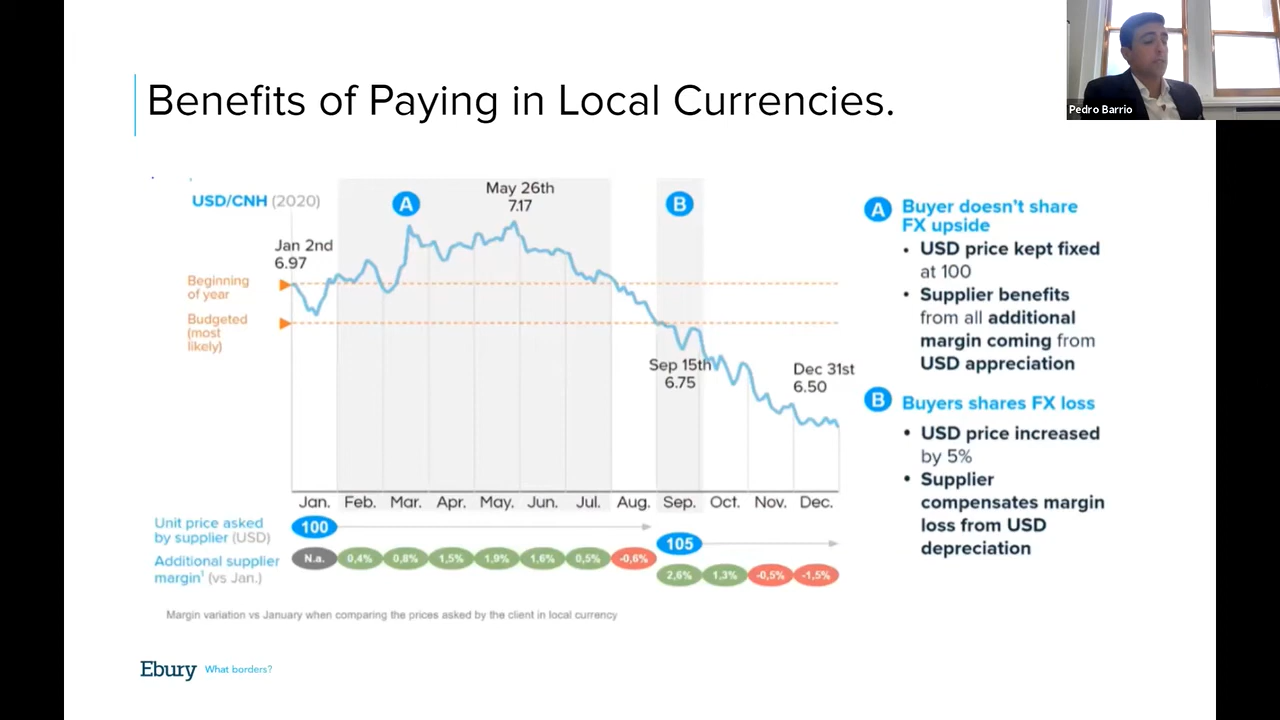 Pedro Barrio
Benefits of Paying in Local Currencies.
USD/CNH (2020)
A
B
May 26th
7.17
Jan 2nd
6.97
Beginning
of year
Budgeted
(most
likely)
Sep 15th
6.75
Dec 31st
6.50
Jan. Feb. Mar. Apr. May. Jun. Jul. Aug. Sep. Oct. Nov. Dec.
Unit price asked
by supplier (USD)
100
105
Additional supplier
margin¹ (vs Jan.)
N.a. 0,4% 0,8% 1,5% 1,9% 1,6% 0,5% -0,6%
2,6% 1,3% -0,5% -1,5%
A Buyer doesn't share
FX upside
• USD price kept fixed
at 100
• Supplier benefits
from all additional
margin coming from
USD appreciation
B Buyers shares FX loss
• USD price increased
by 5%
• Supplier
compensates margin
loss from USD
depreciation
Margin variation vs January when comparing the prices asked by the client in local currency
Ebury What borders?